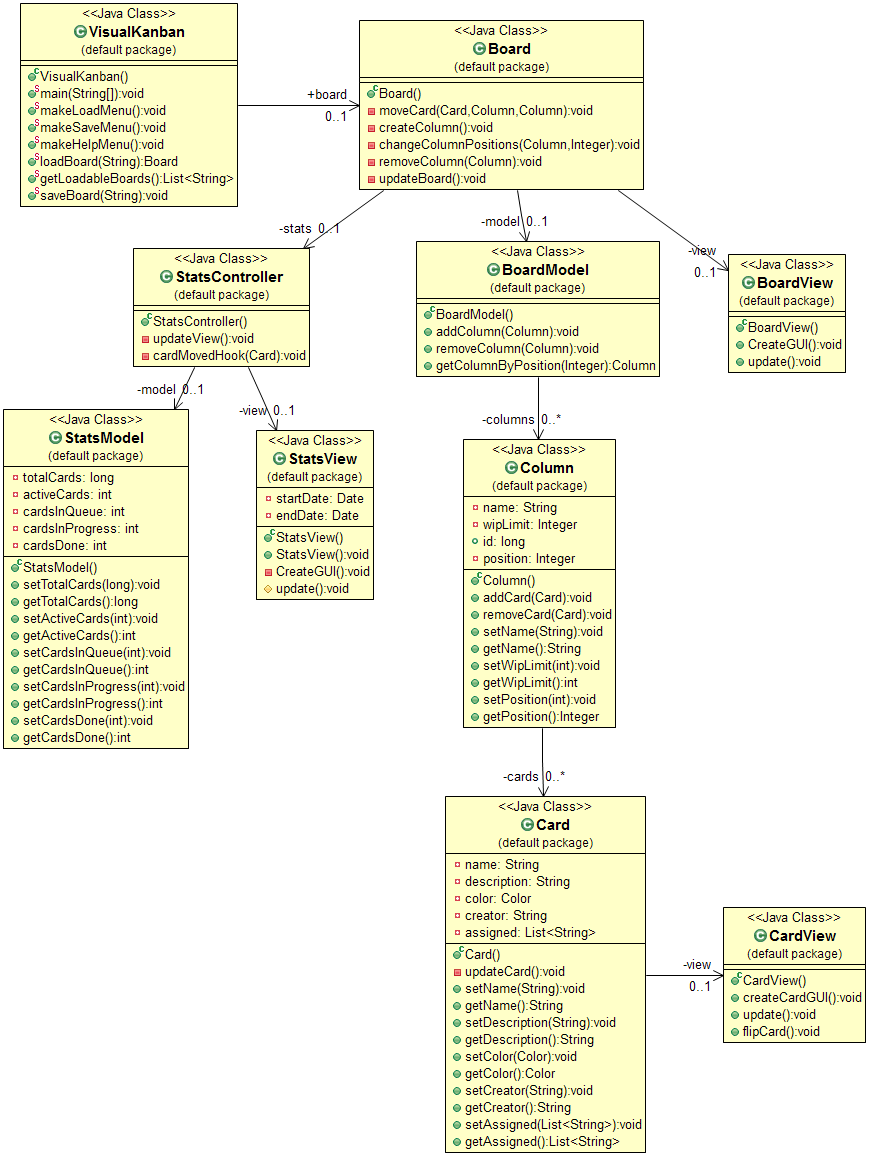 <<Java Class>>
VisualKanban
(default package)
VisualKanban()
main(String[]):void
makeLoadMenu():void
makeSaveMenu():void
makeHelpMenu():void
loadBoard(String):Board
getLoadableBoards():List<String>
saveBoard(String):void
+board
0..1
<<Java Class>>
Board
(default package)
Board()
moveCard(Card,Column,Column):void
createColumn():void
changeColumnPositions(Column,Integer):void
removeColumn(Column):void
updateBoard():void
-stats 0..1
-model 0..1
-view
0..1
<<Java Class>>
StatsController
(default package)
StatsController()
updateView():void
cardMovedHook(Card):void
<<Java Class>>
BoardModel
(default package)
BoardModel()
addColumn(Column):void
removeColumn(Column):void
getColumnByPosition(Integer):Column
<<Java Class>>
BoardView
(default package)
BoardView()
CreateGUI():void
update():void
-model 0..1
-view 0..1
-columns 0..*
<<Java Class>>
StatsModel
(default package)
totalCards: long
activeCards: int
cardsInQueue: int
cardsInProgress: int
cardsDone: int
StatsModel()
setTotalCards(long):void
getTotalCards():long
setActiveCards(int):void
getActiveCards():int
setCardsInQueue(int):void
getCardsInQueue():int
setCardsInProgress(int):void
getCardsInProgress():int
setCardsDone(int):void
getCardsDone():int
<<Java Class>>
StatsView
(default package)
startDate: Date
endDate: Date
StatsView()
StatsView():void
CreateGUI():void
update():void
<<Java Class>>
Column
(default package)
name: String
wipLimit: Integer
id: long
position: Integer
Column()
addCard(Card):void
removeCard(Card):void
setName(String):void
getName():String
setWipLimit(int):void
getWipLimit():int
setPosition(int):void
getPosition():Integer
-cards 0..*
<<Java Class>>
Card
(default package)
name: String
description: String
color: Color
creator: String
assigned: List<String>
Card()
updateCard():void
setName(String):void
getName():String
setDescription(String):void
getDescription():String
setColor(Color):void
getColor():Color
setCreator(String):void
getCreator():String
setAssigned(List<String>):void
getAssigned():List<String>
-view
0..1
<<Java Class>>
CardView
(default package)
CardView()
createCardGUI():void
update():void
flipCard():void